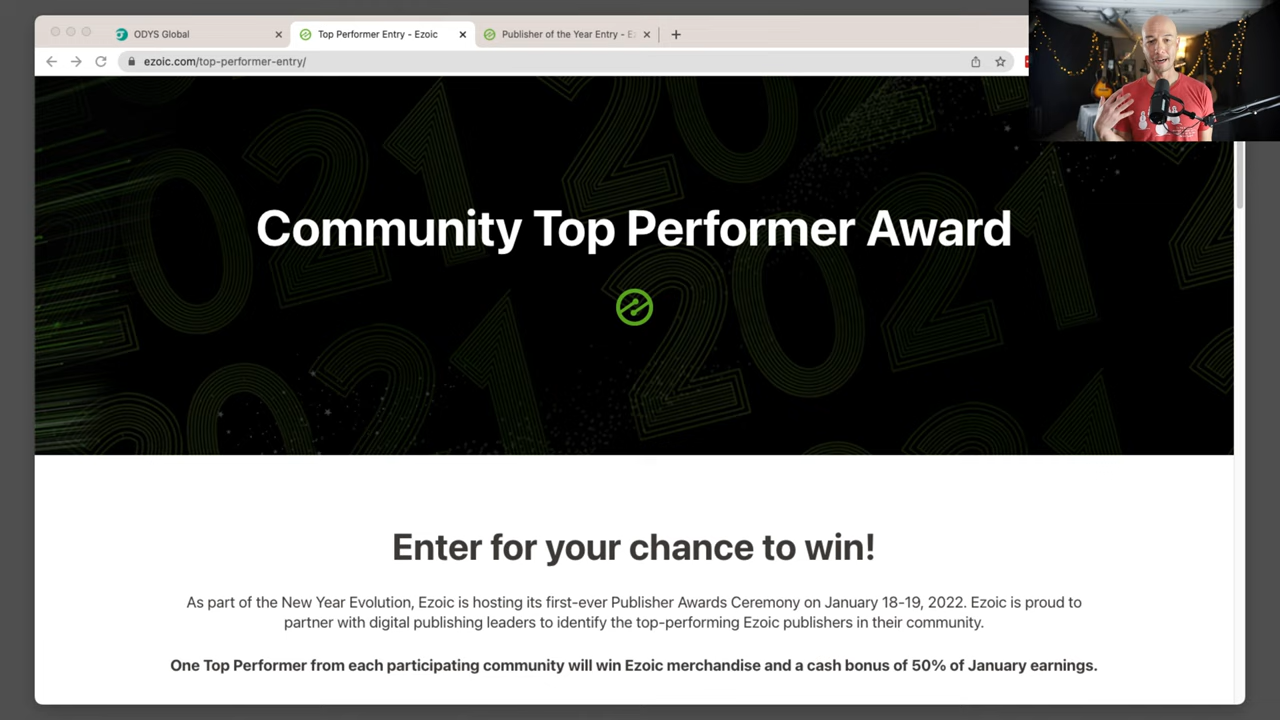 ODYS Global
Top Performer Entry - Ezoic
Publisher of the Year Entry - E
ezoic.com/top-performer-entry/
2021
Community Top Performer Award
Enter for your chance to win!
As part of the New Year Evolution, Ezoic is hosting its first-ever Publisher Awards Ceremony on January 18-19, 2022. Ezoic is proud to
partner with digital publishing leaders to identify the top-performing Ezoic publishers in their community.
One Top Performer from each participating community will win Ezoic merchandise and a cash bonus of 50% of January earnings.